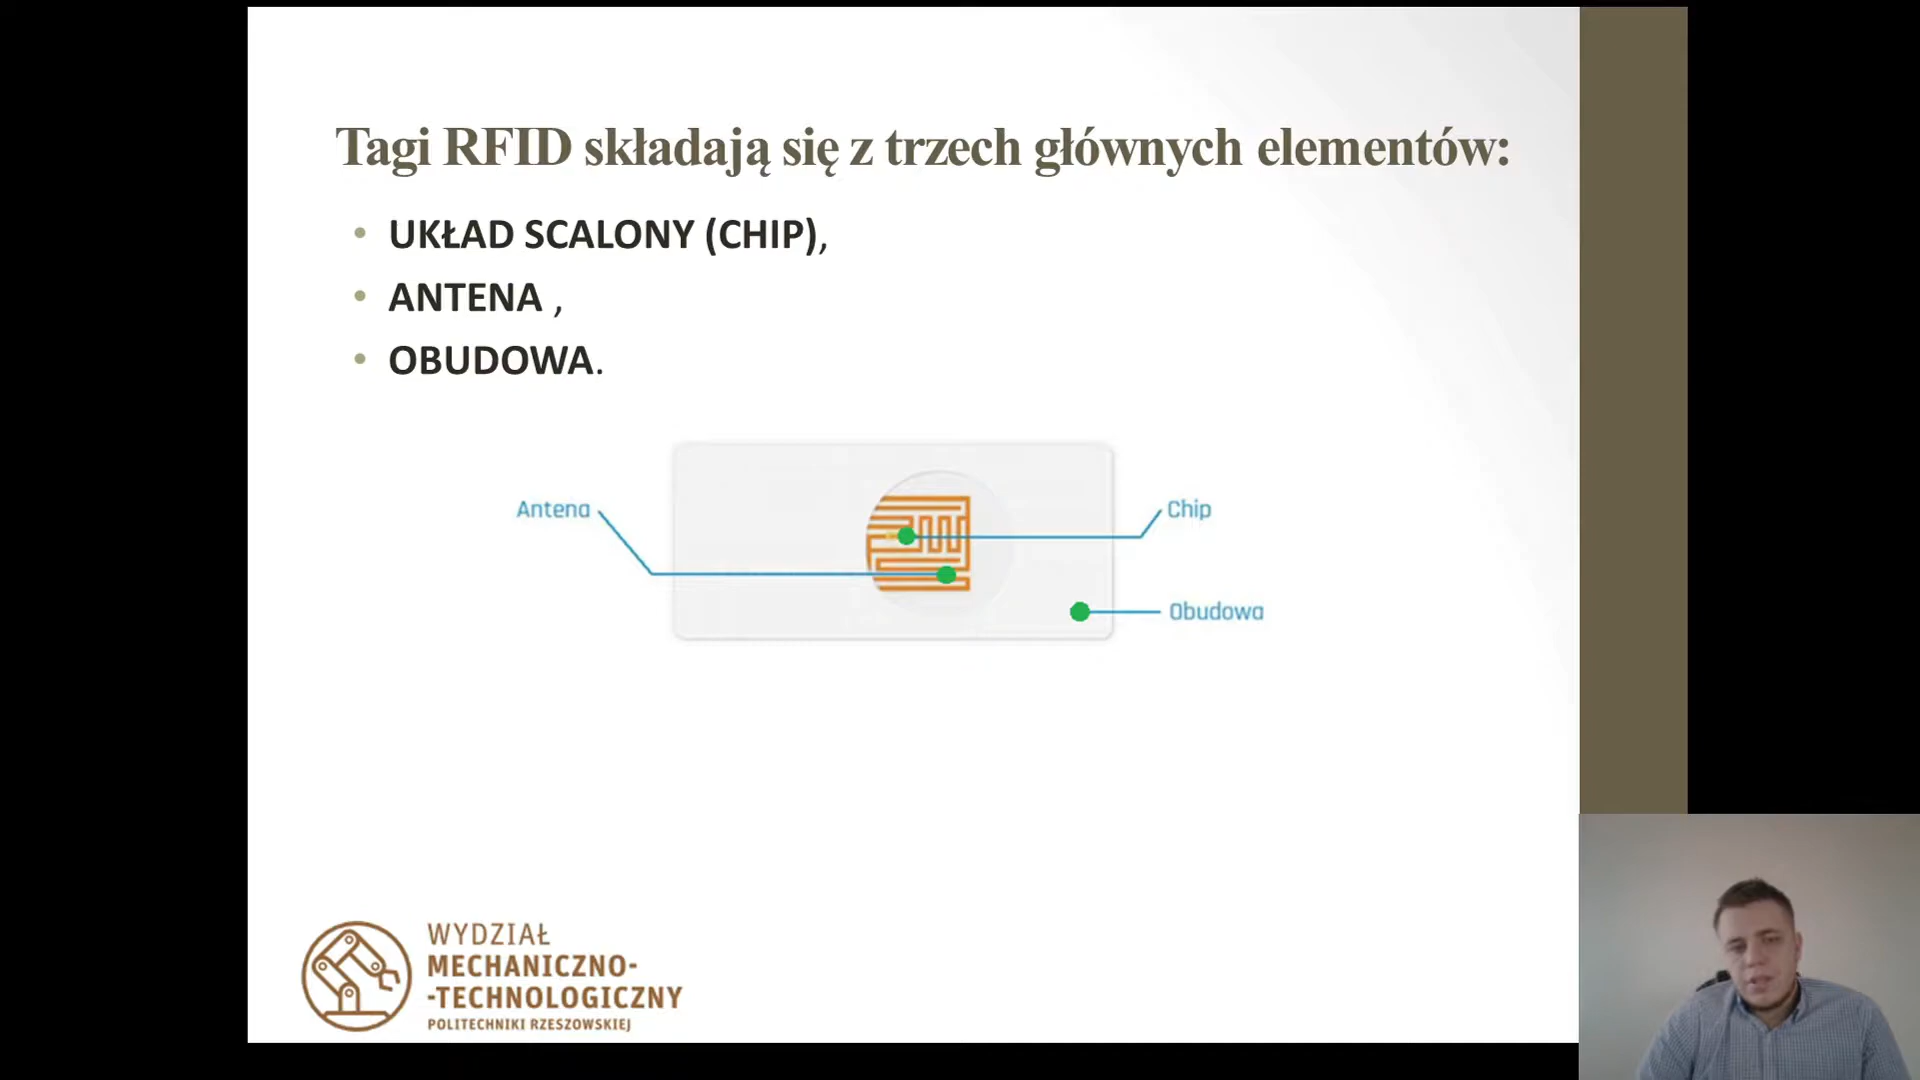 Tagi RFID składają się z trzech głównych elementów:
• UKŁAD SCALONY (CHIP),
• ANTENA ,
• OBUDOWA.
Antena
Chip
Obudowa
WYDZIAŁ
MECHANICZNO-
-TECHNOLOGICZNY
POLITECHNIKI RZESZOWSKIEJ